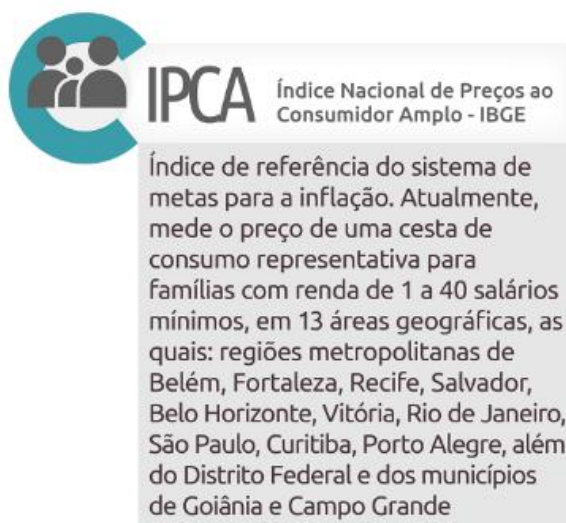 IPCA
Índice Nacional de Preços ao
Consumidor Amplo - IBGE
Índice de referência do sistema de
metas para a inflação. Atualmente,
mede o preço de uma cesta de
consumo representativa para
famílias com renda de 1 a 40 salários
mínimos, em 13 áreas geográficas, as
quais: regiões metropolitanas de
Belém, Fortaleza, Recife, Salvador,
Belo Horizonte, Vitória, Rio de Janeiro,
São Paulo, Curitiba, Porto Alegre, além
do Distrito Federal e dos municípios
de Goiânia e Campo Grande